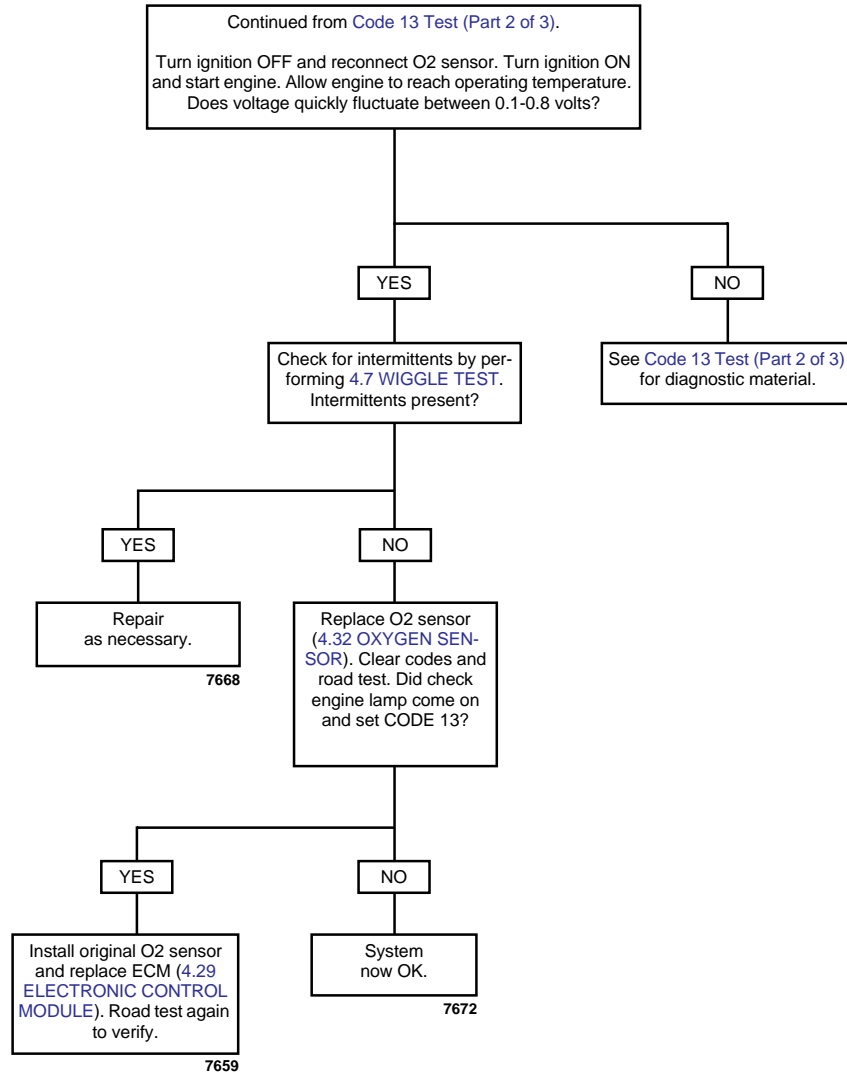 Continued from Code 13 Test (Part 2 of 3).
Turn ignition OFF and reconnect O2 sensor. Turn ignition ON
and start engine. Allow engine to reach operating temperature.
Does voltage quickly fluctuate between 0.1-0.8 volts?
YES
NO
Check for intermittents by per-
forming 4.7 WIGGLE TEST.
Intermittents present?
See Code 13 Test (Part 2 of 3)
for diagnostic material.
YES
NO
Repair
as necessary.
7668
Replace O2 sensor
(4.32 OXYGEN SEN-
SOR). Clear codes and
road test. Did check
engine lamp come on
and set CODE 13?
YES
NO
Install original O2 sensor
and replace ECM (4.29
ELECTRONIC CONTROL
MODULE). Road test again
to verify.
7659
System
now OK.
7672